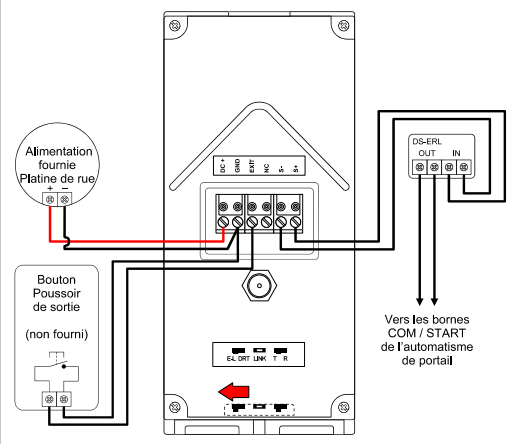 Alimentation
fournie
Platine de rue
+ −
Bouton
Poussoir
de sortie
(non fourni)
DC +
GND
EXIT
NC
S-
S+
E-L DRT LINK T R
DS-ERL
OUT IN
Vers les bornes
COM / START
de l'automatisme
de portail